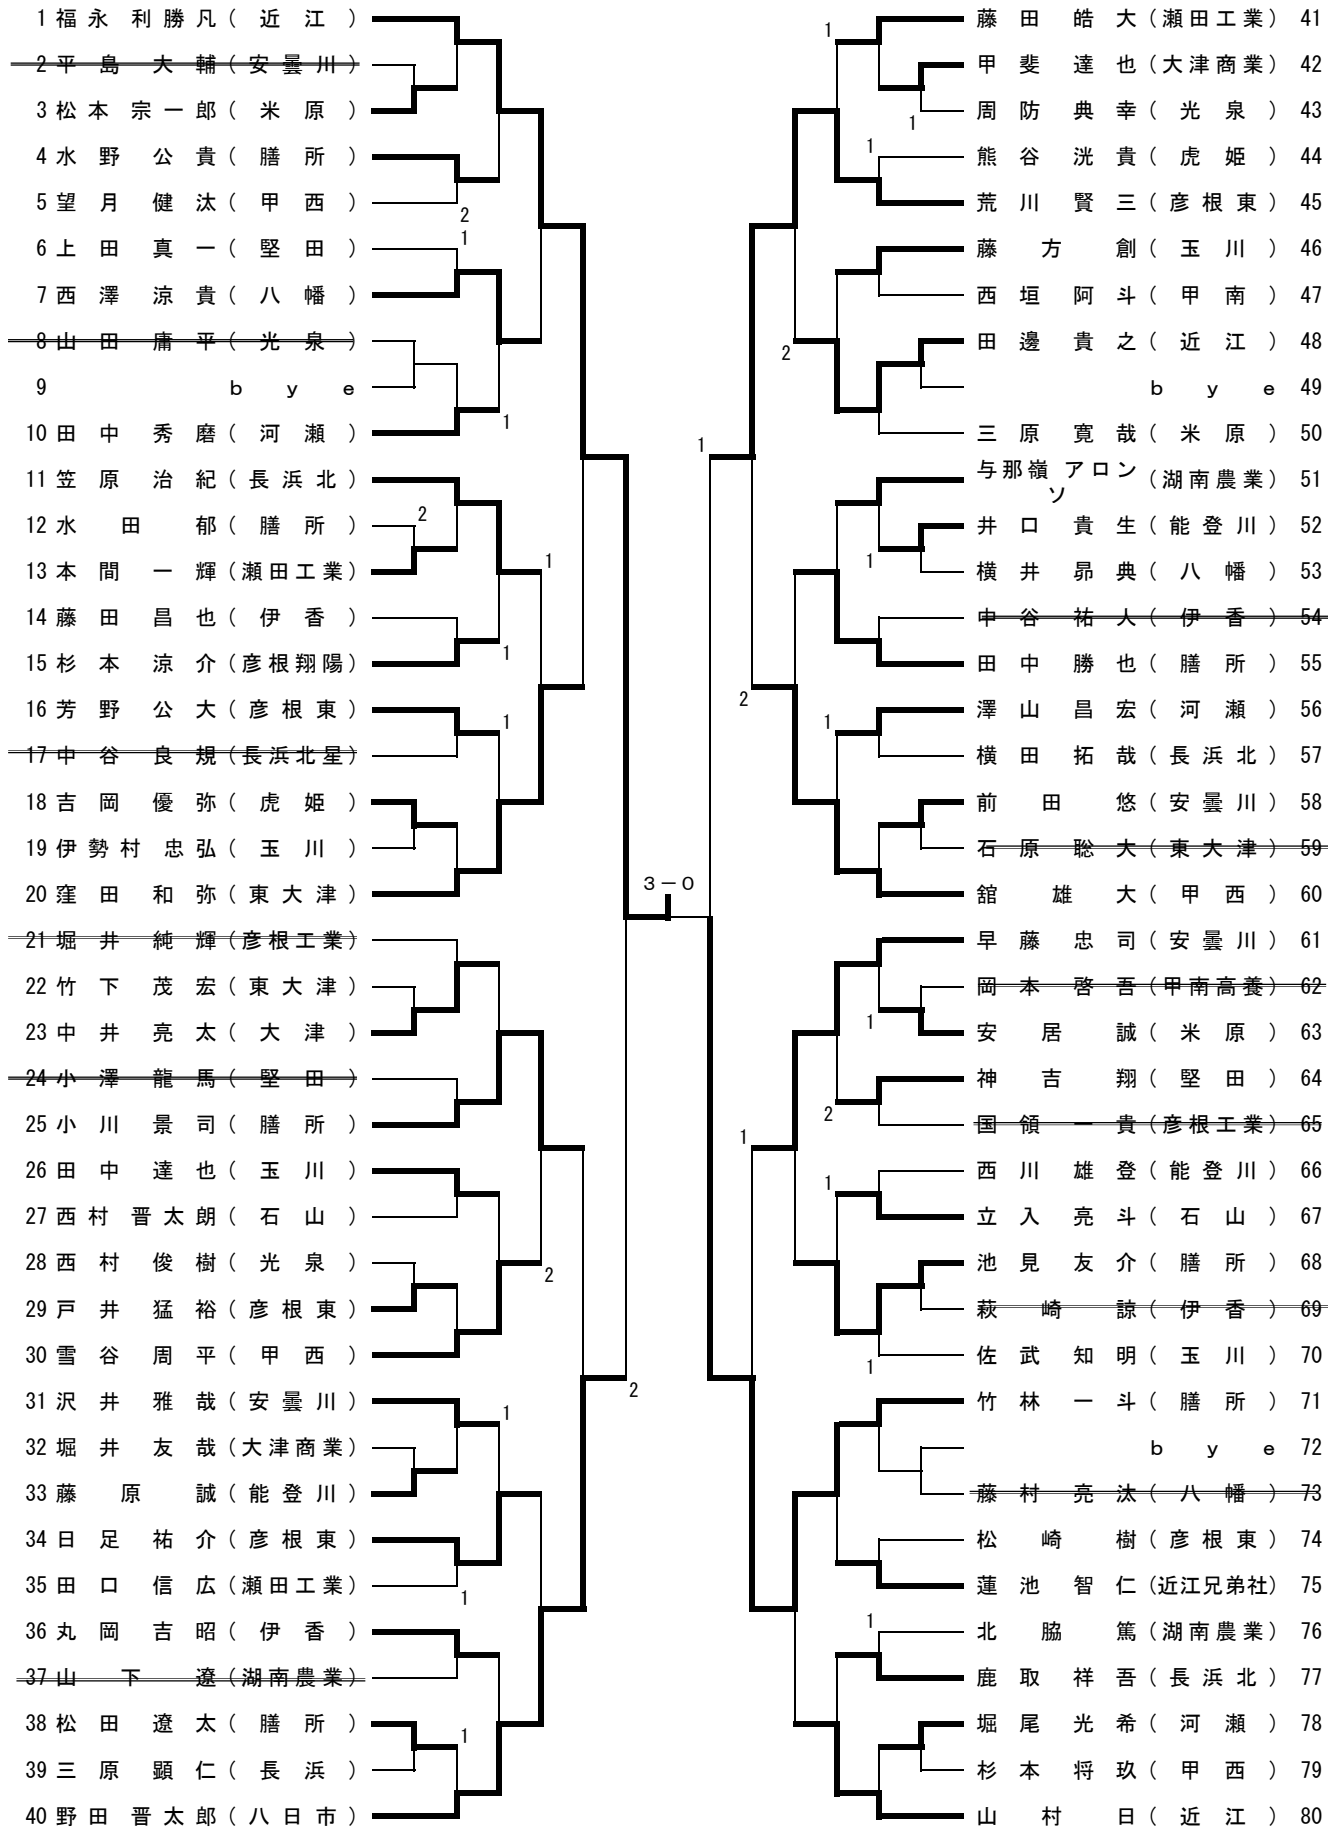 1 福永利勝凡 ( 近江 )
2 平島大輔 ( 安曇川 )
3 松本宗一郎 ( 米原 )
4 水野公貴 ( 膳所 )
5 望月健汰 ( 甲西 )
2
1
6 上田真一 ( 堅田 )
7 西澤涼貴 ( 八幡 )
8 山田庸平 ( 光泉 )
9 bye
10 田中秀磨 ( 河瀬 )
1
11 笠原治紀 ( 長浜北 )
12 水田郁 ( 膳所 )
2
13 本間一輝 ( 瀬田工業 )
1
14 藤田昌也 ( 伊香 )
15 杉本涼介 ( 彦根翔陽 )
1
16 芳野公大 ( 彦根東 )
1
17 中谷良規 ( 長浜北星 )
18 吉岡優弥 ( 虎姫 )
19 伊勢村忠弘 ( 玉川 )
20 窪田和弥 ( 東大津 )
21 堀井純輝 ( 彦根工業 )
22 竹下茂宏 ( 東大津 )
23 中井亮太 ( 大津 )
24 小澤龍馬 ( 堅田 )
25 小川景司 ( 膳所 )
26 田中達也 ( 玉川 )
27 西村晋太朗 ( 石山 )
28 西村俊樹 ( 光泉 )
2
29 戸井猛裕 ( 彦根東 )
30 雪谷周平 ( 甲西 )
2
31 沢井雅哉 ( 安曇川 )
1
32 堀井友哉 ( 大津商業 )
33 藤原誠 ( 能登川 )
34 日足祐介 ( 彦根東 )
35 田口信広 ( 瀬田工業 )
1
36 丸岡吉昭 ( 伊香 )
37 山下遼 ( 湖南農業 )
38 松田遼太 ( 膳所 )
1
39 三原顕仁 ( 長浜 )
40 野田晋太郎 ( 八日市 )
3－0
藤田皓大 ( 瀬田工業 ) 41
1
甲斐達也 ( 大津商業 ) 42
周防典幸 ( 光泉 ) 43
1
1
熊谷洸貴 ( 虎姫 ) 44
荒川賢三 ( 彦根東 ) 45
藤方創 ( 玉川 ) 46
西垣阿斗 ( 甲南 ) 47
田邊貴之 ( 近江 ) 48
2
bye 49
三原寛哉 ( 米原 ) 50
1
与那嶺 アロン
ソ
( 湖南農業 ) 51
井口貴生 ( 能登川 ) 52
1
横井昴典 ( 八幡 ) 53
中谷祐人 ( 伊香 ) 54
田中勝也 ( 膳所 ) 55
2
澤山昌宏 ( 河瀬 ) 56
1
横田拓哉 ( 長浜北 ) 57
前田悠 ( 安曇川 ) 58
石原聡大 ( 東大津 ) 59
舘雄大 ( 甲西 ) 60
早藤忠司 ( 安曇川 ) 61
岡本啓吾 ( 甲南高養 ) 62
1
安居誠 ( 米原 ) 63
神吉翔 ( 堅田 ) 64
2
国領一貴 ( 彦根工業 ) 65
1
西川雄登 ( 能登川 ) 66
1
立入亮斗 ( 石山 ) 67
池見友介 ( 膳所 ) 68
萩崎諒 ( 伊香 ) 69
佐武知明 ( 玉川 ) 70
1
竹林一斗 ( 膳所 ) 71
bye 72
藤村亮汰 ( 八幡 ) 73
松崎樹 ( 彦根東 ) 74
蓮池智仁 (近江兄弟社) 75
1
北脇篤 ( 湖南農業 ) 76
鹿取祥吾 ( 長浜北 ) 77
堀尾光希 ( 河瀬 ) 78
杉本将玖 ( 甲西 ) 79
山村日 ( 近江 ) 80